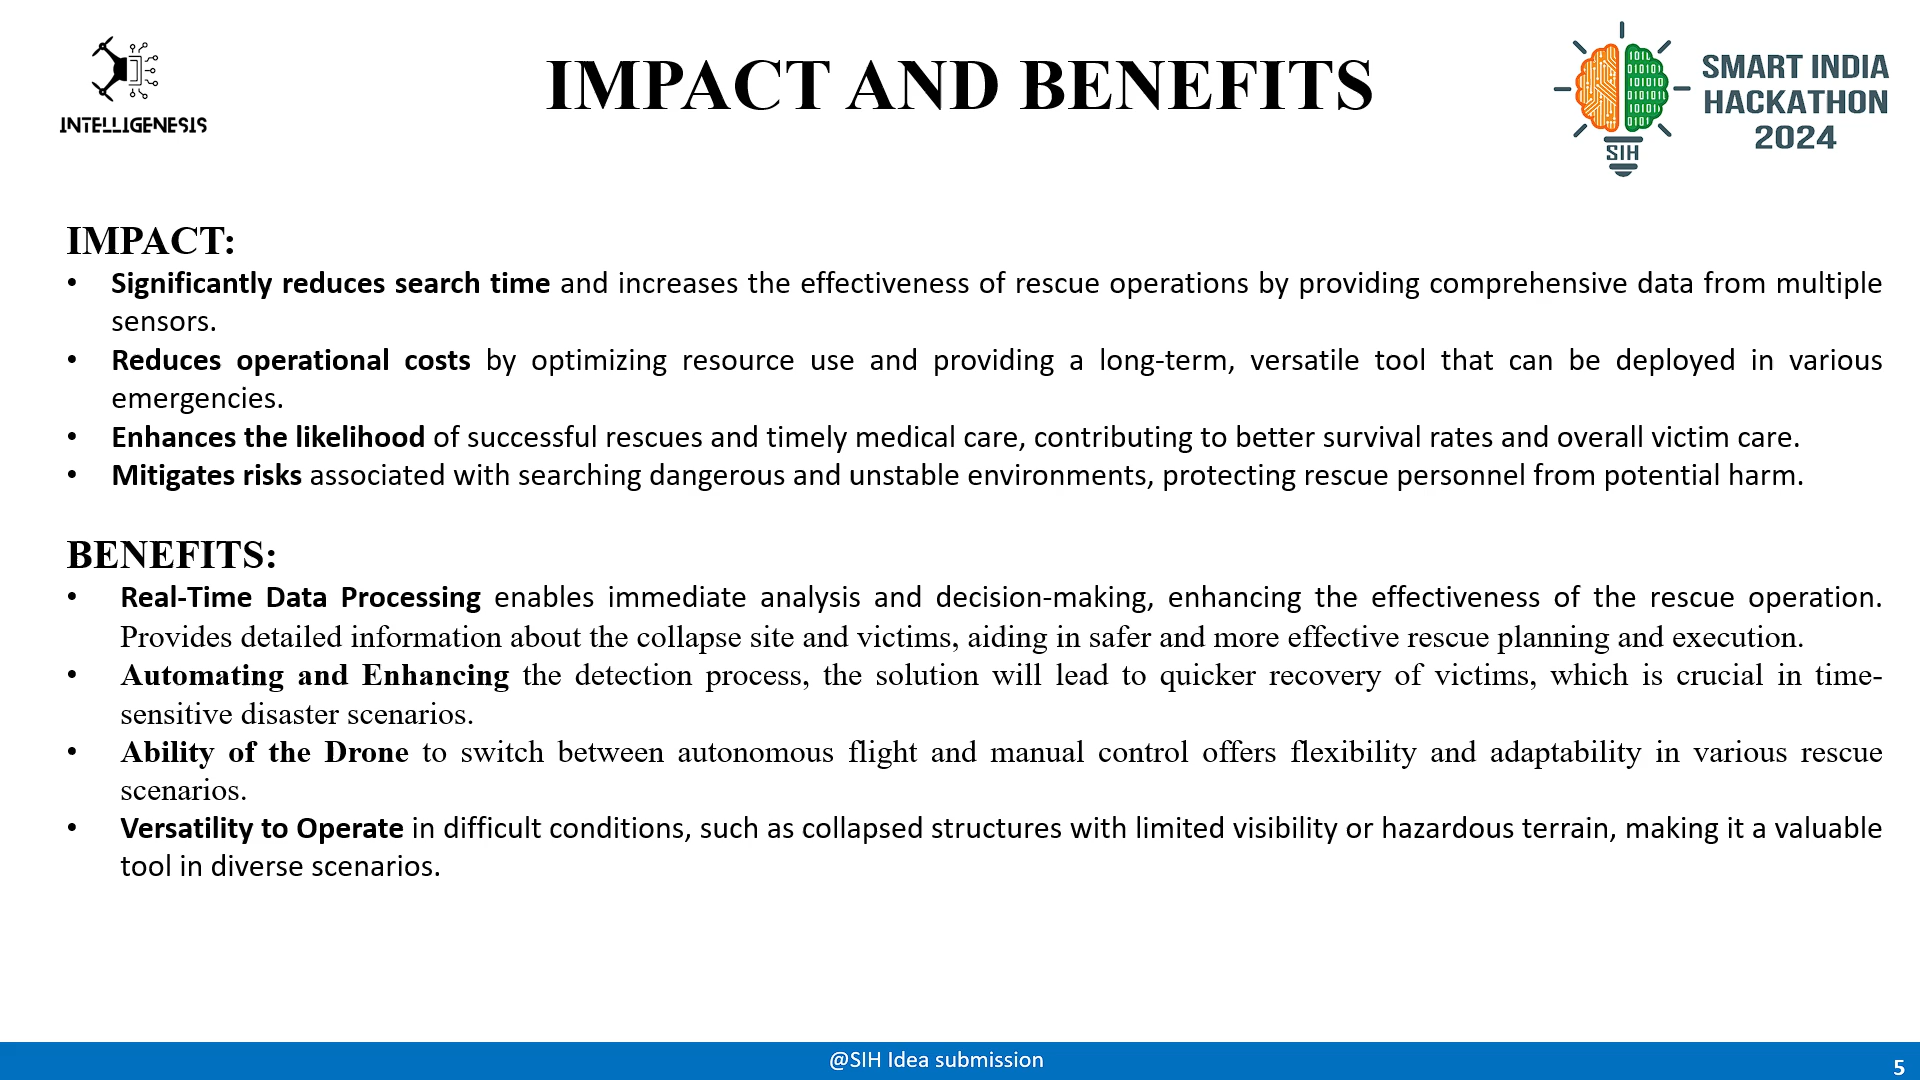 INTELLIGENESIS
IMPACT AND BENEFITS
SMART INDIA
HACKATHON
2024
SIH
IMPACT:
• Significantly reduces search time and increases the effectiveness of rescue operations by providing comprehensive data from multiple
sensors.
• Reduces operational costs by optimizing resource use and providing a long-term, versatile tool that can be deployed in various
emergencies.
• Enhances the likelihood of successful rescues and timely medical care, contributing to better survival rates and overall victim care.
• Mitigates risks associated with searching dangerous and unstable environments, protecting rescue personnel from potential harm.
BENEFITS:
• Real-Time Data Processing enables immediate analysis and decision-making, enhancing the effectiveness of the rescue operation.
Provides detailed information about the collapse site and victims, aiding in safer and more effective rescue planning and execution.
• Automating and Enhancing the detection process, the solution will lead to quicker recovery of victims, which is crucial in time-
sensitive disaster scenarios.
• Ability of the Drone to switch between autonomous flight and manual control offers flexibility and adaptability in various rescue
scenarios.
• Versatility to Operate in difficult conditions, such as collapsed structures with limited visibility or hazardous terrain, making it a valuable
tool in diverse scenarios.
@SIH Idea submission
5